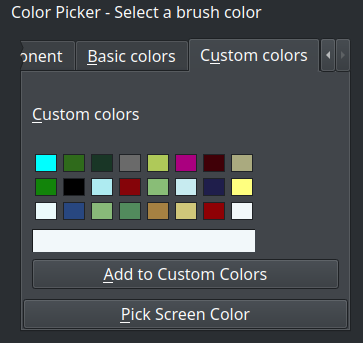 Color Picker - Select a brush color
onent
Basic colors
Custom colors
Custom colors
Add to Custom Colors
Pick Screen Color